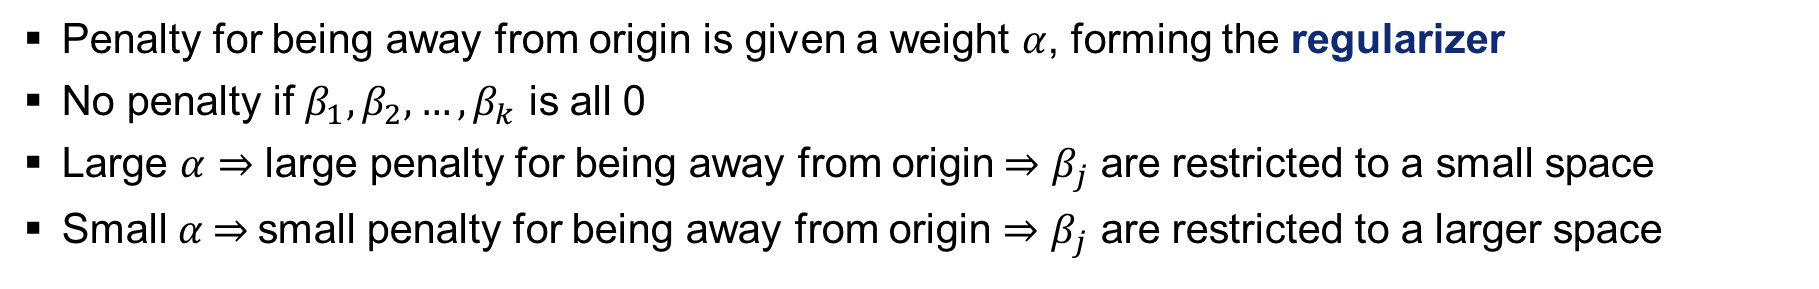 ▪ Penalty for being away from origin is given a weight α, forming the regularizer
▪ No penalty if β₁, β₂, … , βₖ is all 0
▪ Large α ⇒ large penalty for being away from origin ⇒ βⱼ are restricted to a small space
▪ Small α ⇒ small penalty for being away from origin ⇒ βⱼ are restricted to a larger space